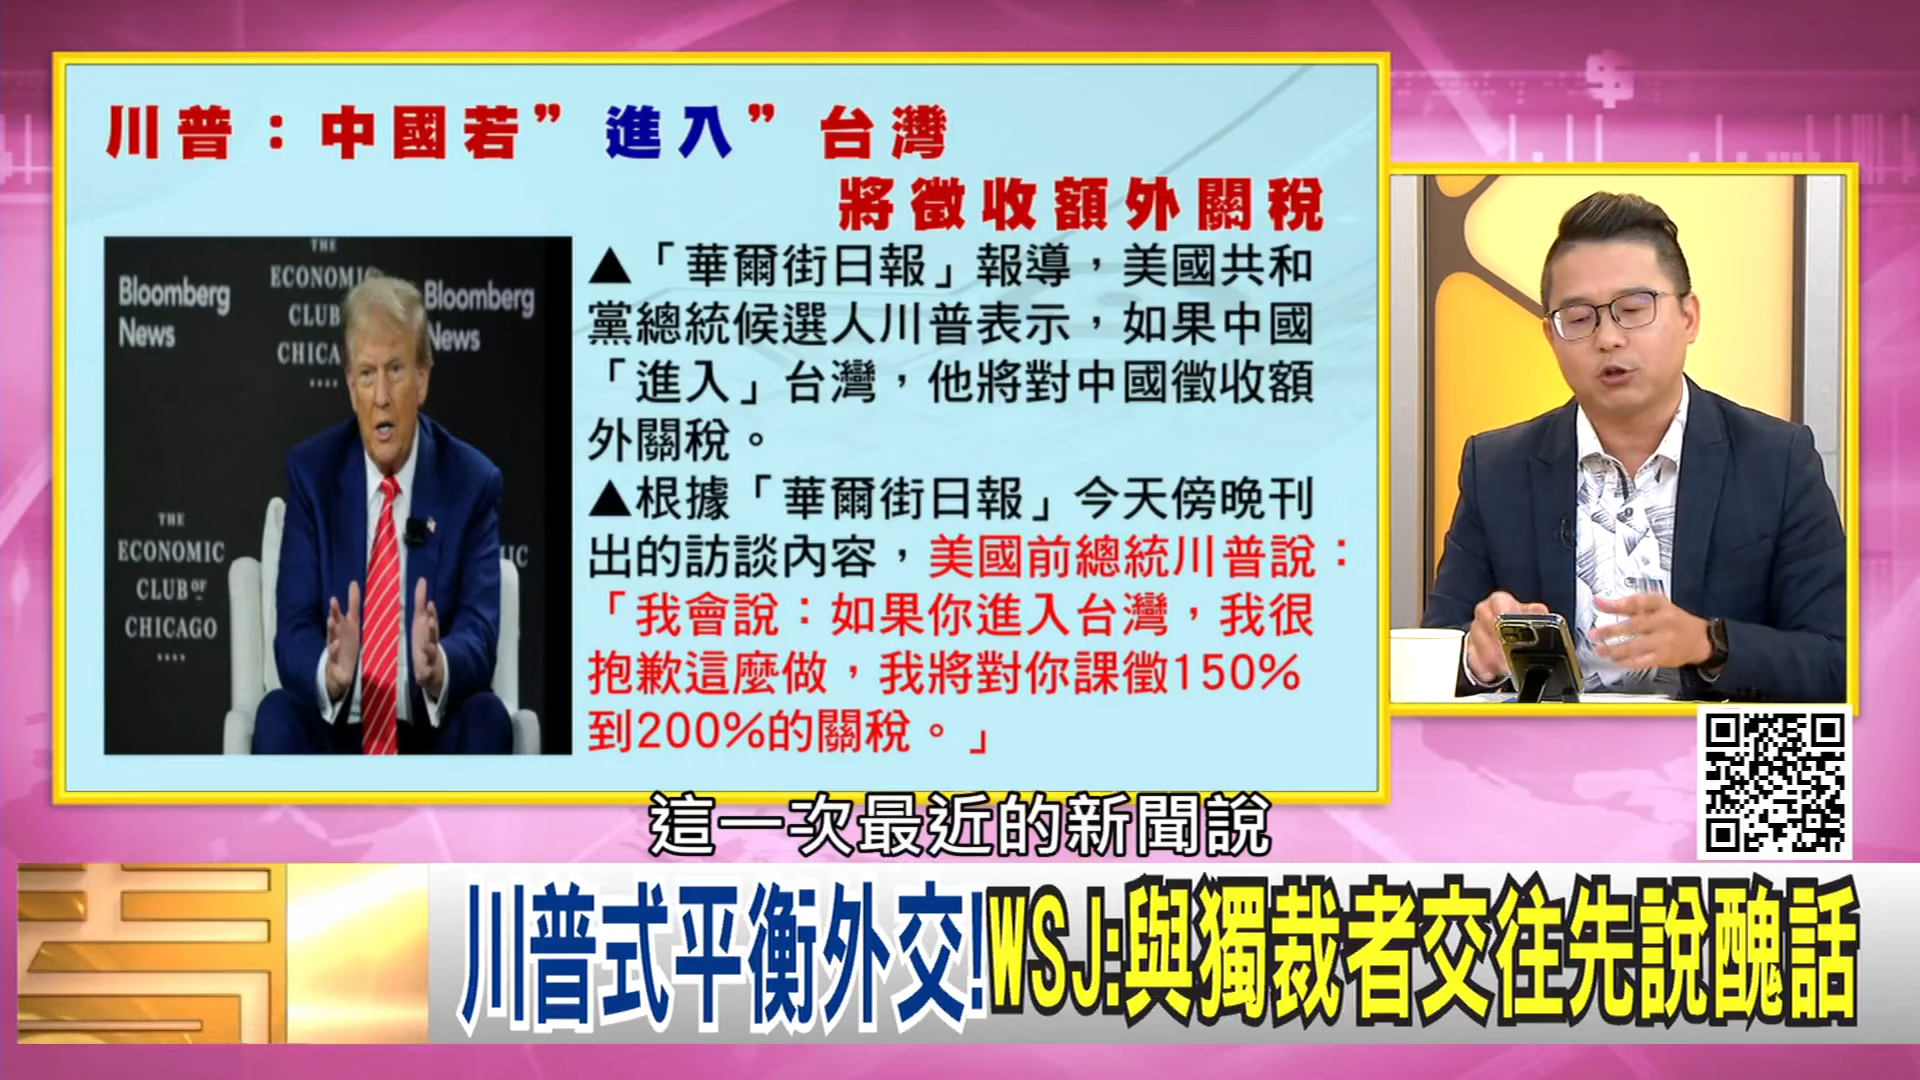 川普：中國若”進入”台灣
將徵收額外關稅
THE
ECONOMIC
CLUB
CHICA
Bloomberg
News
Bloomberg
News
THE
ECONOMIC
CLUB OF
CHICAGO
IC
C
▲「華爾街日報」報導，美國共和
黨總統候選人川普表示，如果中國
「進入」台灣，他將對中國徵收額
外關稅。
▲根據「華爾街日報」今天傍晚刊
出的訪談內容，美國前總統川普說：
「我會說：如果你進入台灣，我很
抱歉這麼做，我將對你課徵150%
到200%的關稅。」
這一次最近的新聞說
川普式平衡外交!WSJ:與獨裁者交往先說醜話